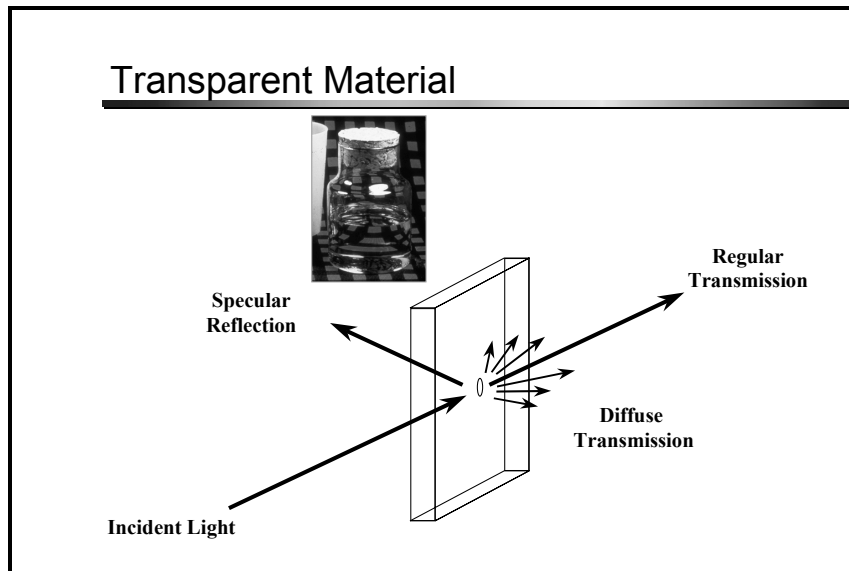 Transparent Material
Regular
Transmission
Specular
Reflection
Diffuse
Transmission
Incident Light